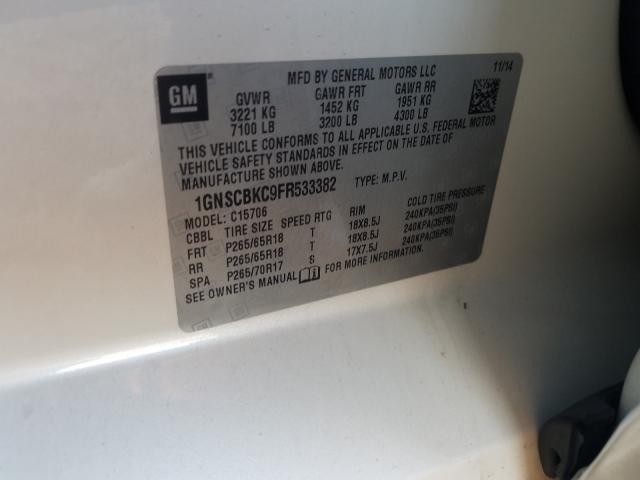 GM
MFD BY GENERAL MOTORS LLC 11/14
GVWR GAWR FRT GAWR RR
3221 KG 1452 KG 1951 KG
7100 LB 3200 LB 4300 LB
THIS VEHICLE CONFORMS TO ALL APPLICABLE U.S. FEDERAL MOTOR
VEHICLE SAFETY STANDARDS IN EFFECT ON THE DATE OF
MANUFACTURE SHOWN ABOVE.
1GNSCBKC9FR533382 TYPE: M.P.V.
MODEL: C15706
CBBL TIRE SIZE SPEED RTG RIM COLD TIRE PRESSURE
FRT P265/65R18 T 18X8.5J 240KPA(35PSI)
RR P265/65R18 T 18X8.5J 240KPA(35PSI)
SPA P265/70R17 S 17X7.5J 240KPA(35PSI)
SEE OWNER'S MANUAL FOR MORE INFORMATION.